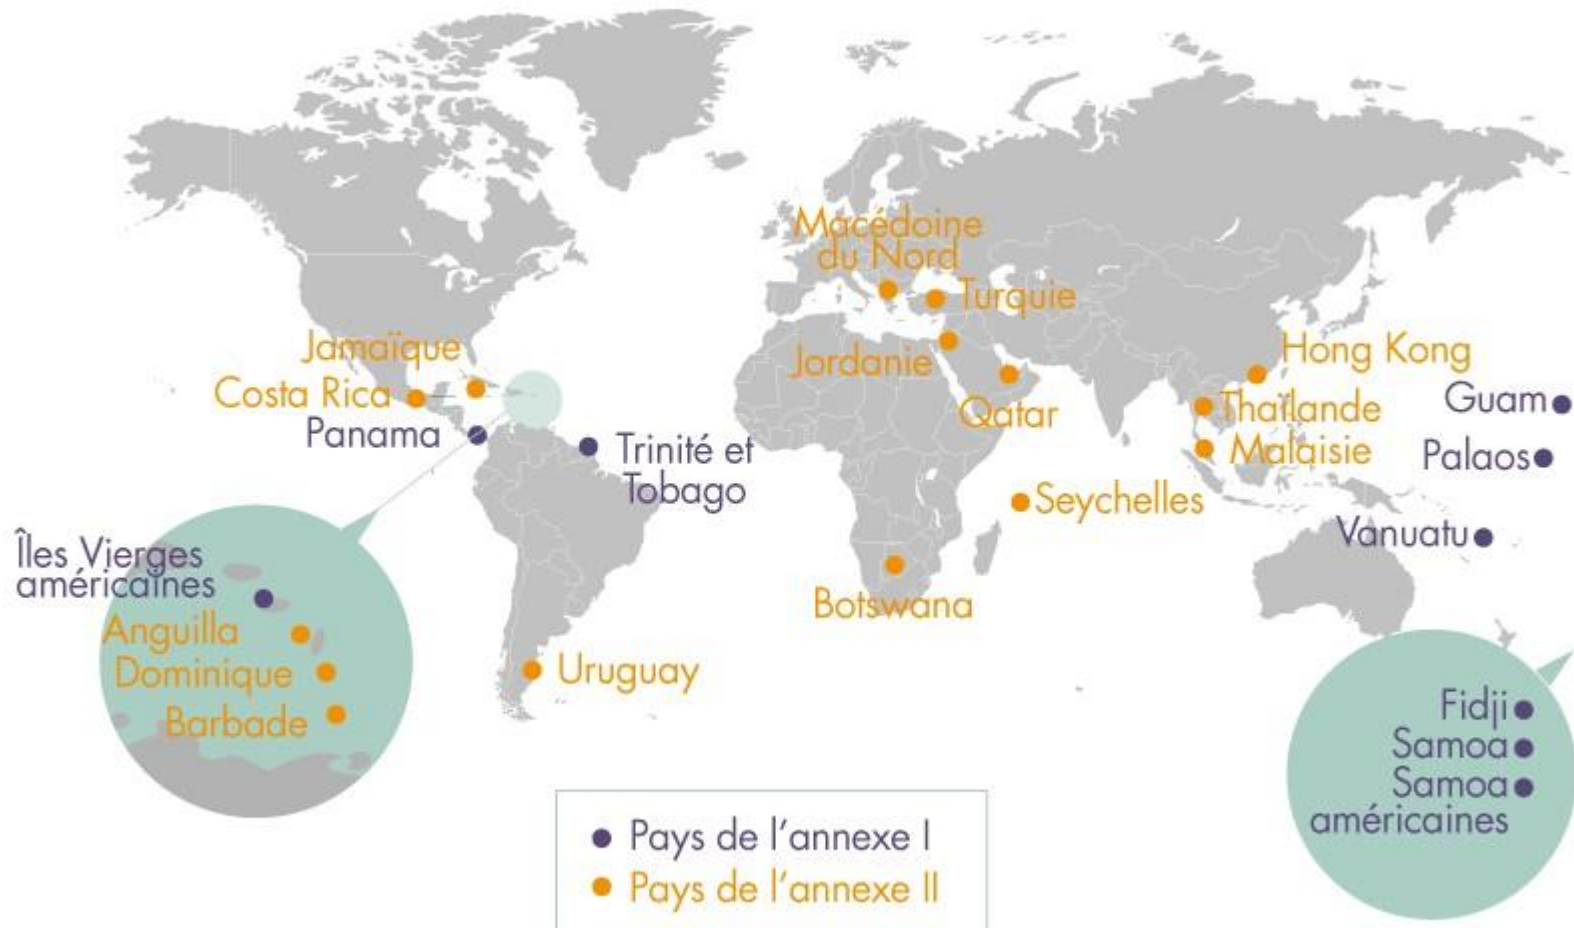 Macédoine
du Nord
Turquie
Jamaïque
Jordanie
Hong Kong
Costa Rica
Qatar
Thaïlande
Guam
Panama
Trinité et
Tobago
Malaisie
Palaos
Seychelles
Vanuatu
Îles Vierges
américaines
Botswana
Anguilla
Dominique
Barbade
Uruguay
Fidji
Samoa
Samoa
américaines
Pays de l’annexe I
Pays de l’annexe II